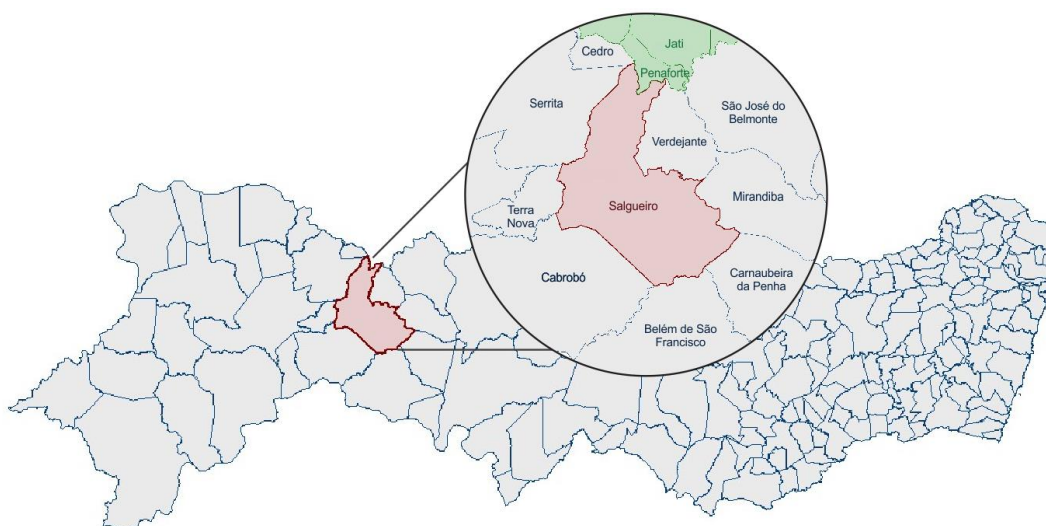 Jati
Cedro
Penaforte
Serrita
São José do
Belmonte
Verdejante
Mirandiba
Salgueiro
Terra
Nova
Cabrobó
Carnaubeira
da Penha
Belém de São
Francisco